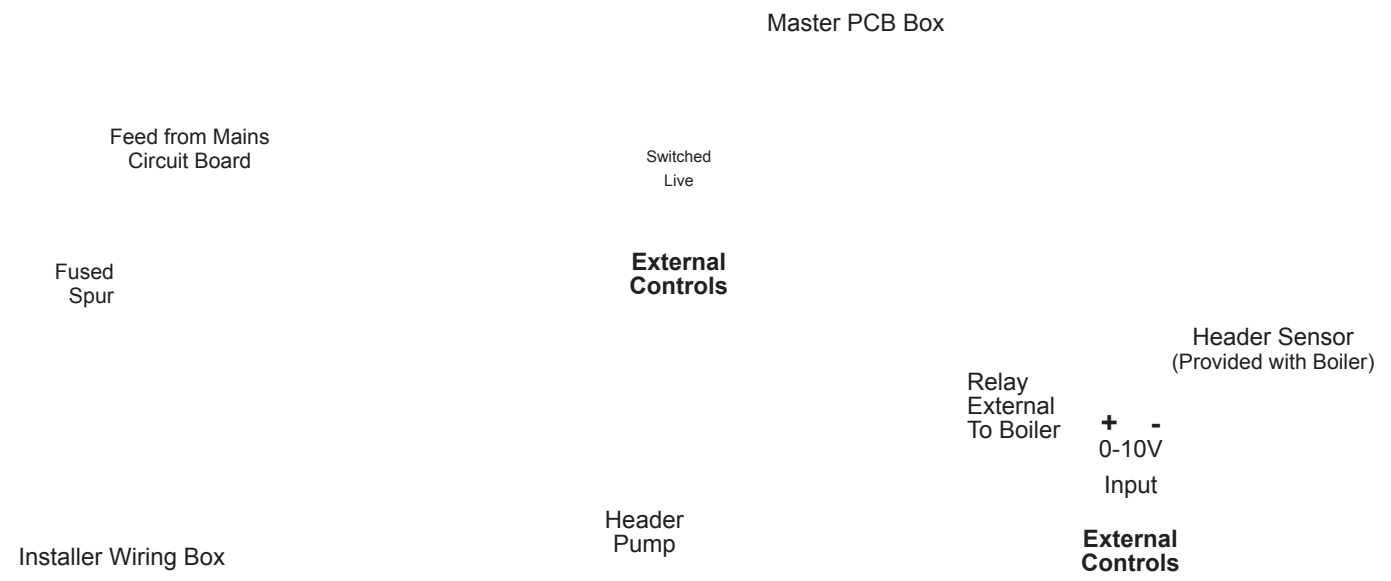 Master PCB Box
Feed from Mains
Circuit Board
Switched
Live
External
Controls
Fused
Spur
Header Sensor
(Provided with Boiler)
Relay
External
To Boiler
+ -
0-10V
Input
Header
Pump
External
Controls
Installer Wiring Box